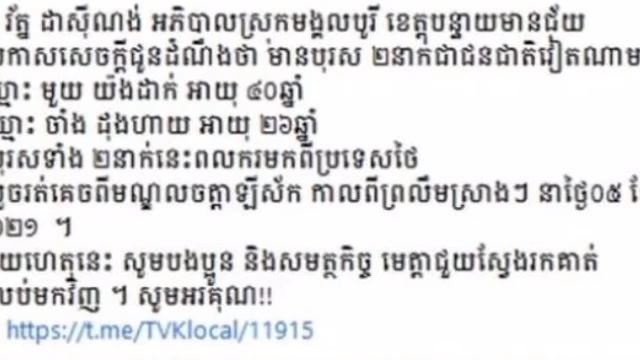 វ័ត្ន ដាស៊ីណង់ អភិបាលស្រុកមង្គលបូរី ខេត្តបន្ទាយមានជ័យ
កាសសេចក្តីជូនដំណឹងថា មានបុរស ២នាក់ជាជនជាតិវៀតណាម
ឈ្មោះ មួយ យ៉ងដាក់ អាយុ ៤០ឆ្នាំ
ឈ្មោះ ចាំង ដុងហាយ អាយុ ២៦ឆ្នាំ
បុរសទាំង ២នាក់នេះពលករមកពីប្រទេសថៃ
លួចរត់គេចពីមណ្ឌលចត្តាឡីស័ក កាលពីព្រលឹមស្រាងៗ នាថ្ងៃ០៥
០២១ ។
យហេតុនេះ សូមបងប្អូន និងសមត្ថកិច្ច មេត្តាជួយស្វែងរកគាត់
មកវិញ ។ សូមអរគុណ!!
https://t.me/TVKlocal/11915